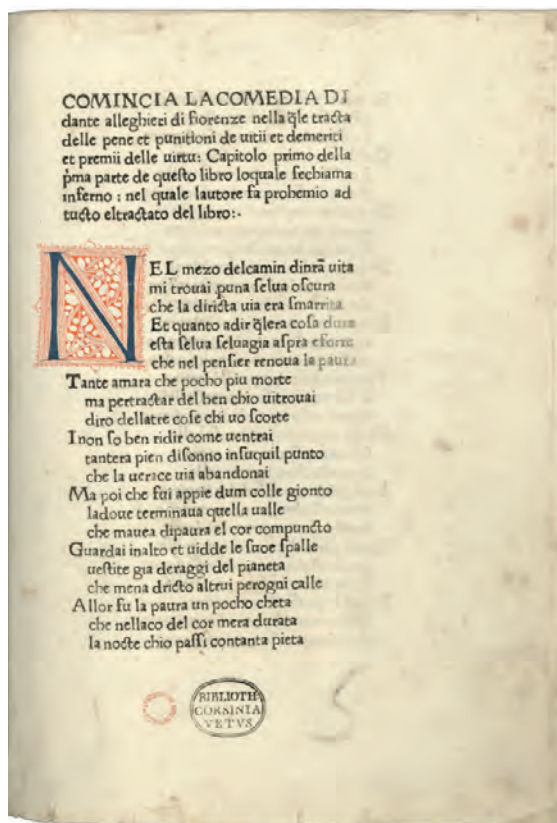 COMINCIA LACOMEDIA DI
dante alleghieri di fiorenze nella q̄le tracta
delle pene et punitioni de uitii et demeriti
et premii delle uirtu: Capitolo primo della
p̄ma parte de queſto libro loquale ſechiama
inferno : nel quale lautore fa prohemio ad
tucto eltractato del libro:·
NEL mezo delcamin dinr̄a uita
mi trouai puna ſelua oſcura
che la diricta uia era ſmarrita
Et quanto adir q̄lera coſa dura
eſta ſelua ſeluagia aſpra eforte
che nel penſier renoua la paura
Tante amara che pocho piu morte
ma pertractar del ben chio uitrouai
diro dellatre coſe chi uo ſcorte
I non ſo ben ridir come uentrai
tantera pien diſonno inſuquil punto
che la uerace uia abandonai
Ma poi che fui appie dum colle gionto
ladoue terminaua quella ualle
che mauea dipaura el cor compuncto
Guardai inalto et uidde le ſuoe ſpalle
ueſtite gia deraggi del pianeta
che mena dricto altrui perogni calle
Allor fu la paura un pocho cheta
che nellaco del cor mera durata
la nocte chio paſſi contanta pieta
BIBLIOTH
CORSINIA
VETVS